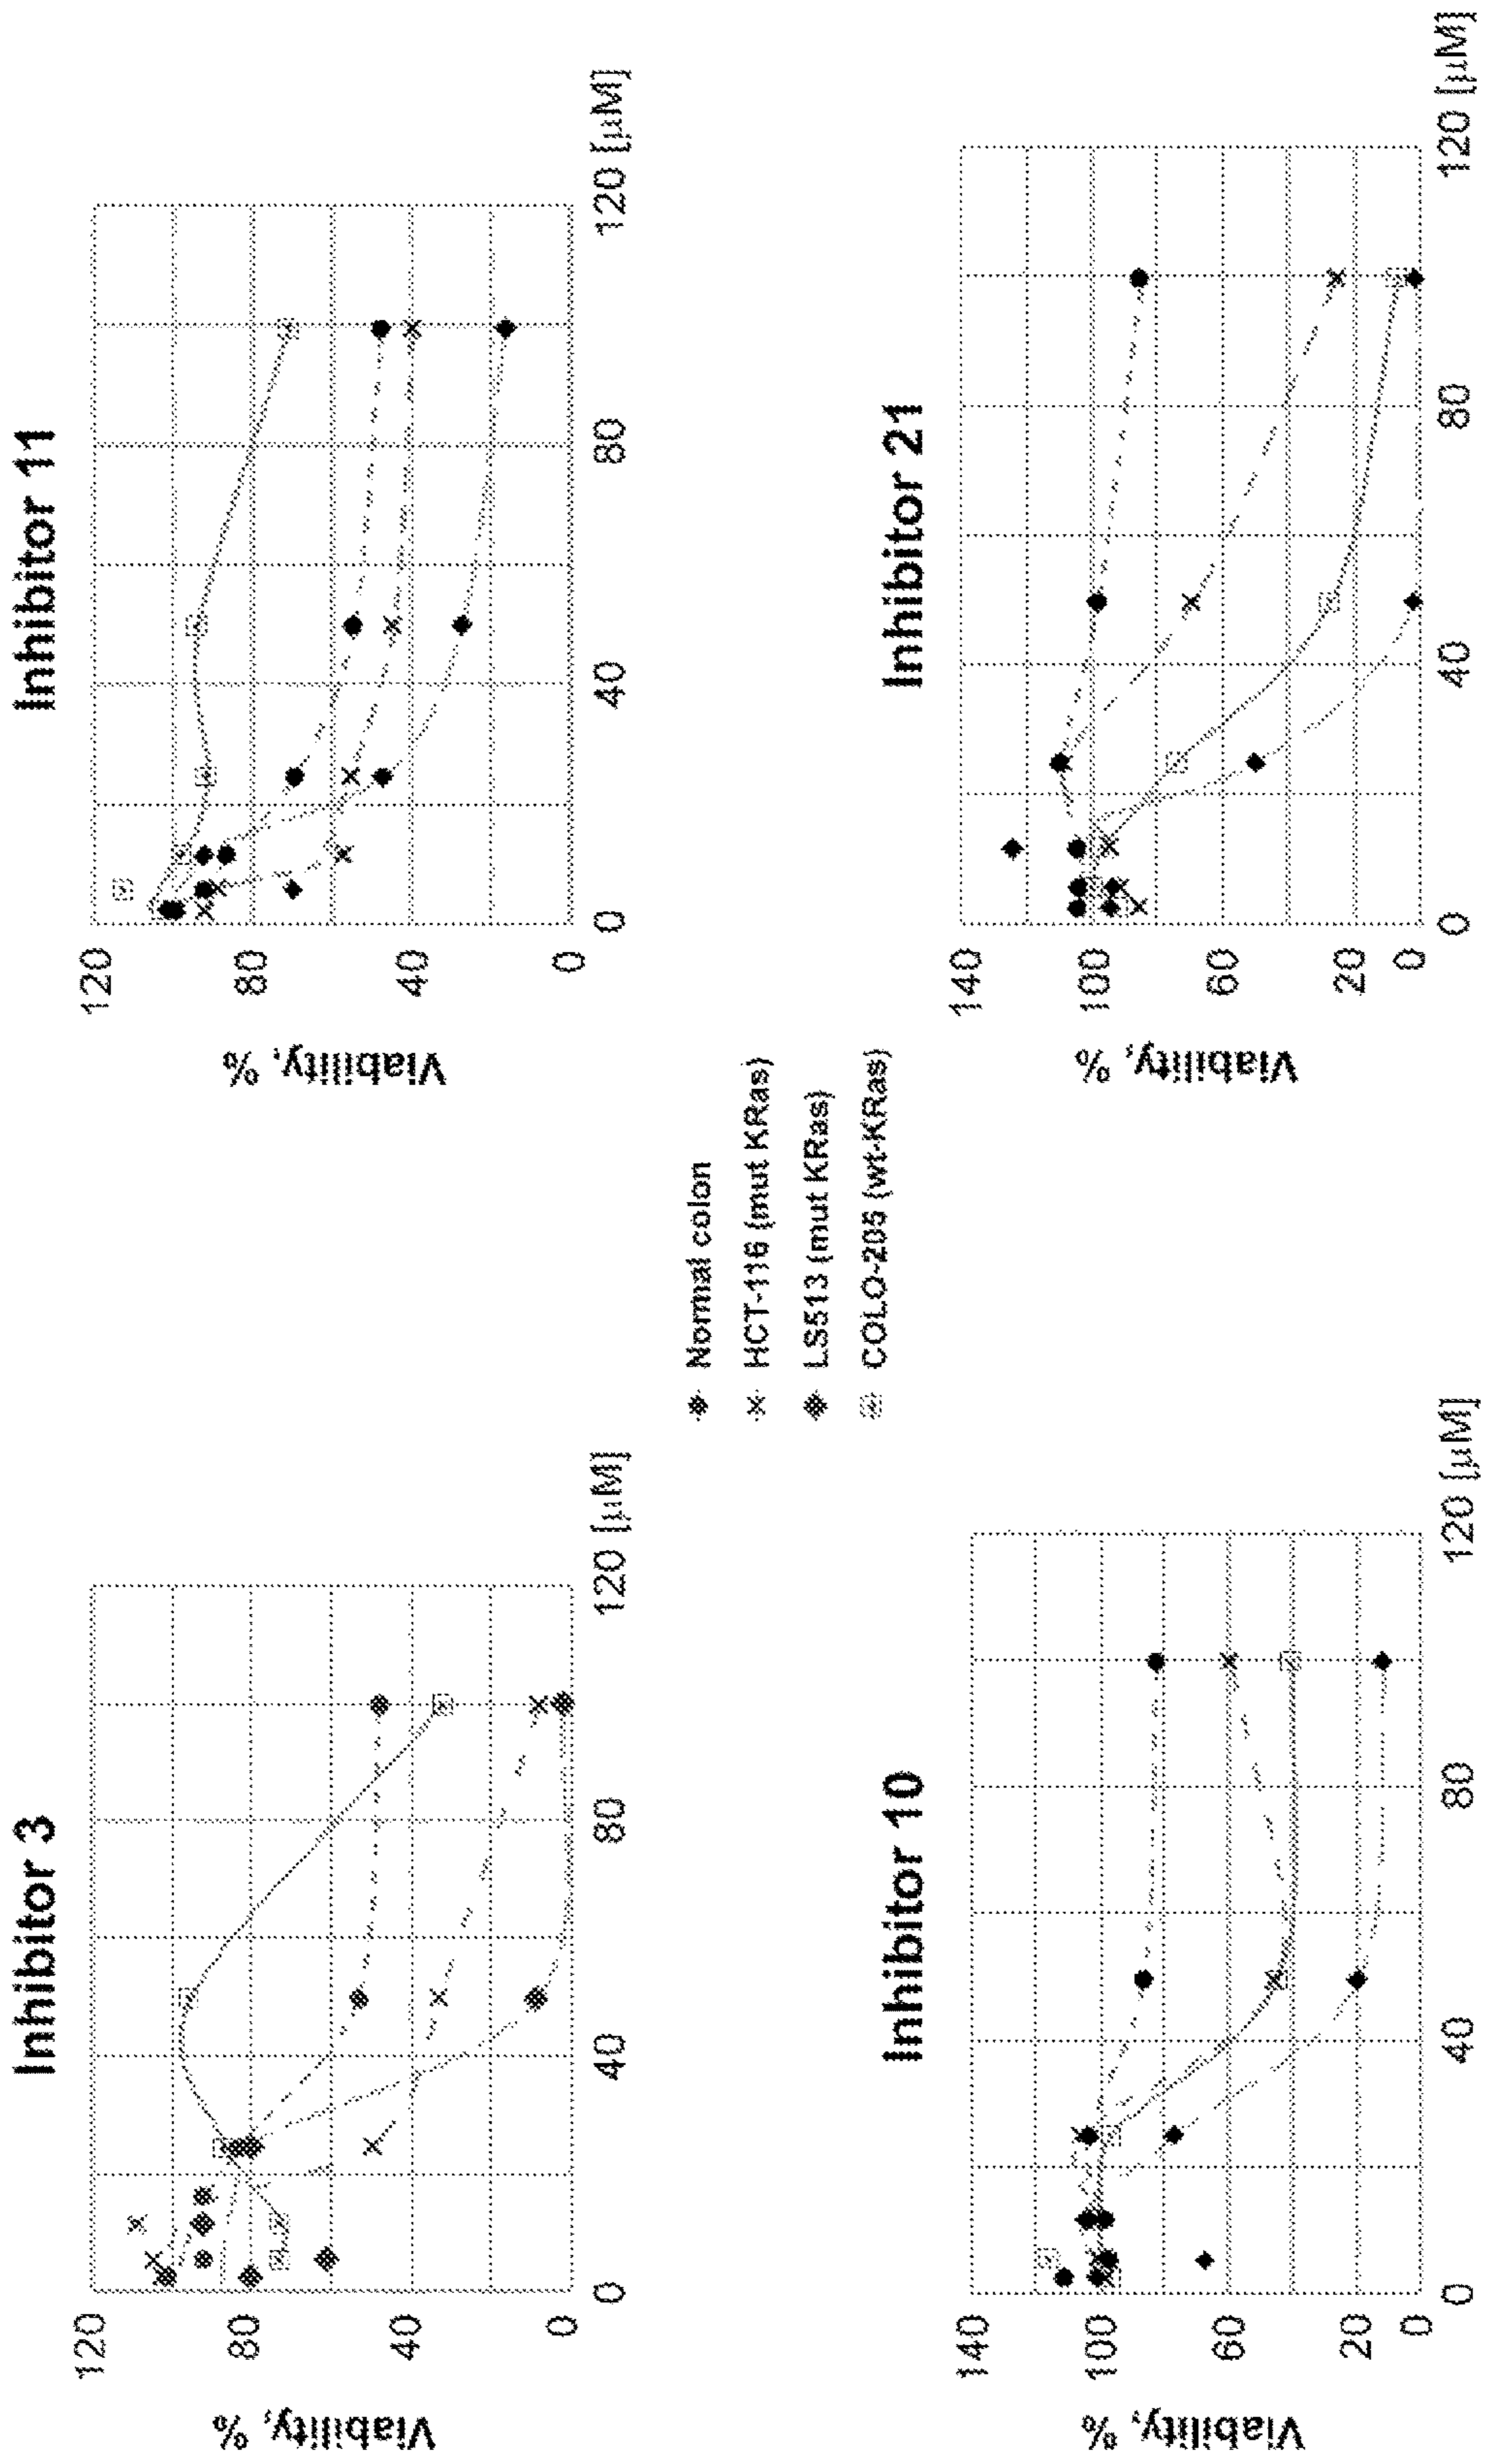 Inhibitor 3
Viability, %
120
80
40
0
0
40
80
120 [µM]
Inhibitor 11
Viability, %
120
80
40
0
0
40
80
120 [µM]
Normal colon
HCT-116 (mut KRas)
LS513 (mut KRas)
COLO-205 (wt-KRas)
Inhibitor 10
Viability, %
140
100
60
20
0
0
40
80
120 [µM]
Inhibitor 21
Viability, %
140
100
60
20
0
0
40
80
120 [µM]